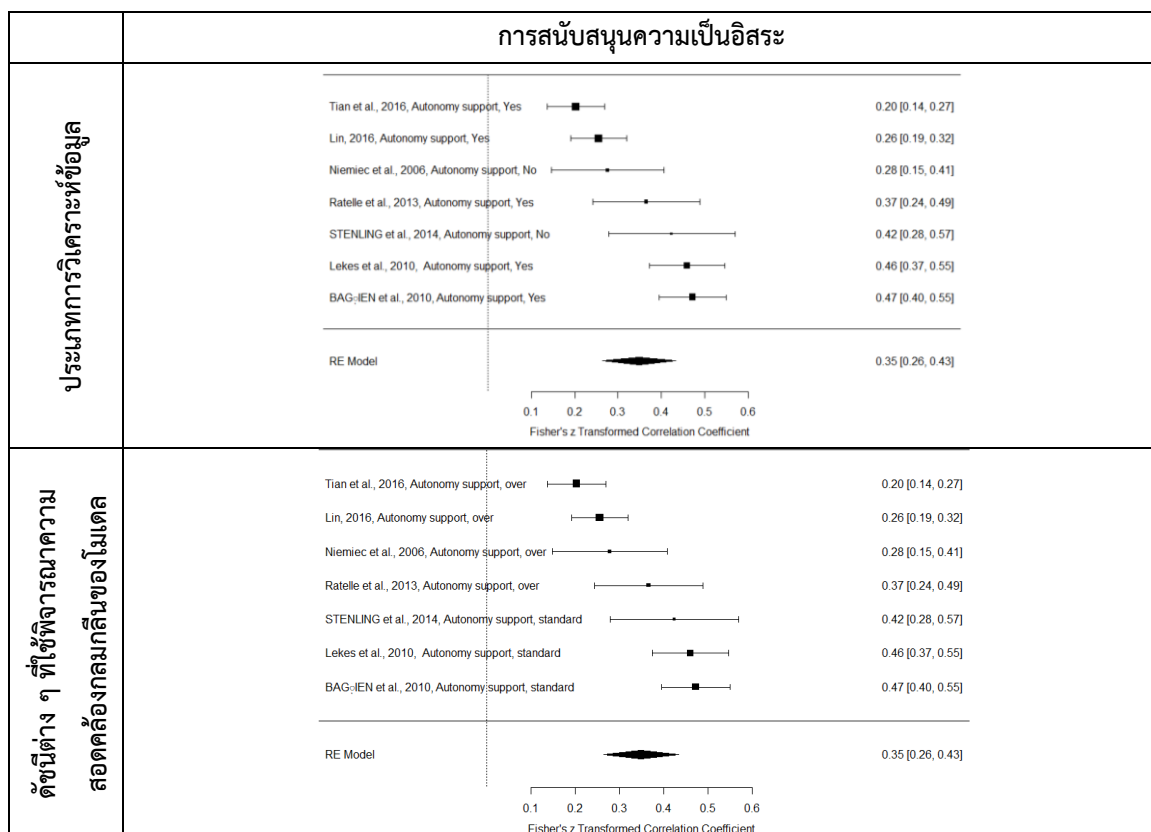 การสนับสนุนความเป็นอิสระ
ประเภทการวิเคราะห์ข้อมูล
Tian et al., 2016, Autonomy support, Yes 0.20 [0.14, 0.27]
Lin, 2016, Autonomy support, Yes 0.26 [0.19, 0.32]
Niemiec et al., 2006, Autonomy support, No 0.28 [0.15, 0.41]
Ratelle et al., 2013, Autonomy support, Yes 0.37 [0.24, 0.49]
STENLING et al., 2014, Autonomy support, No 0.42 [0.28, 0.57]
Lekes et al., 2010, Autonomy support, Yes 0.46 [0.37, 0.55]
et al., 2010, Autonomy support, Yes 0.47 [0.40, 0.55]
RE Model 0.35 [0.26, 0.43]
0.1 0.2 0.3 0.4 0.5 0.6
Fisher's z Transformed Correlation Coefficient
ดัชนีต่าง ๆ ที่ใช้พิจารณาความ
สอดคล้องกลมกลืนของโมเดล
Tian et al., 2016, Autonomy support, over 0.20 [0.14, 0.27]
Lin, 2016, Autonomy support, over 0.26 [0.19, 0.32]
Niemiec et al., 2006, Autonomy support, over 0.28 [0.15, 0.41]
Ratelle et al., 2013, Autonomy support, over 0.37 [0.24, 0.49]
STENLING et al., 2014, Autonomy support, standard 0.42 [0.28, 0.57]
Lekes et al., 2010, Autonomy support, standard 0.46 [0.37, 0.55]
et al., 2010, Autonomy support, standard 0.47 [0.40, 0.55]
RE Model 0.35 [0.26, 0.43]
0.1 0.2 0.3 0.4 0.5 0.6
Fisher's z Transformed Correlation Coefficient